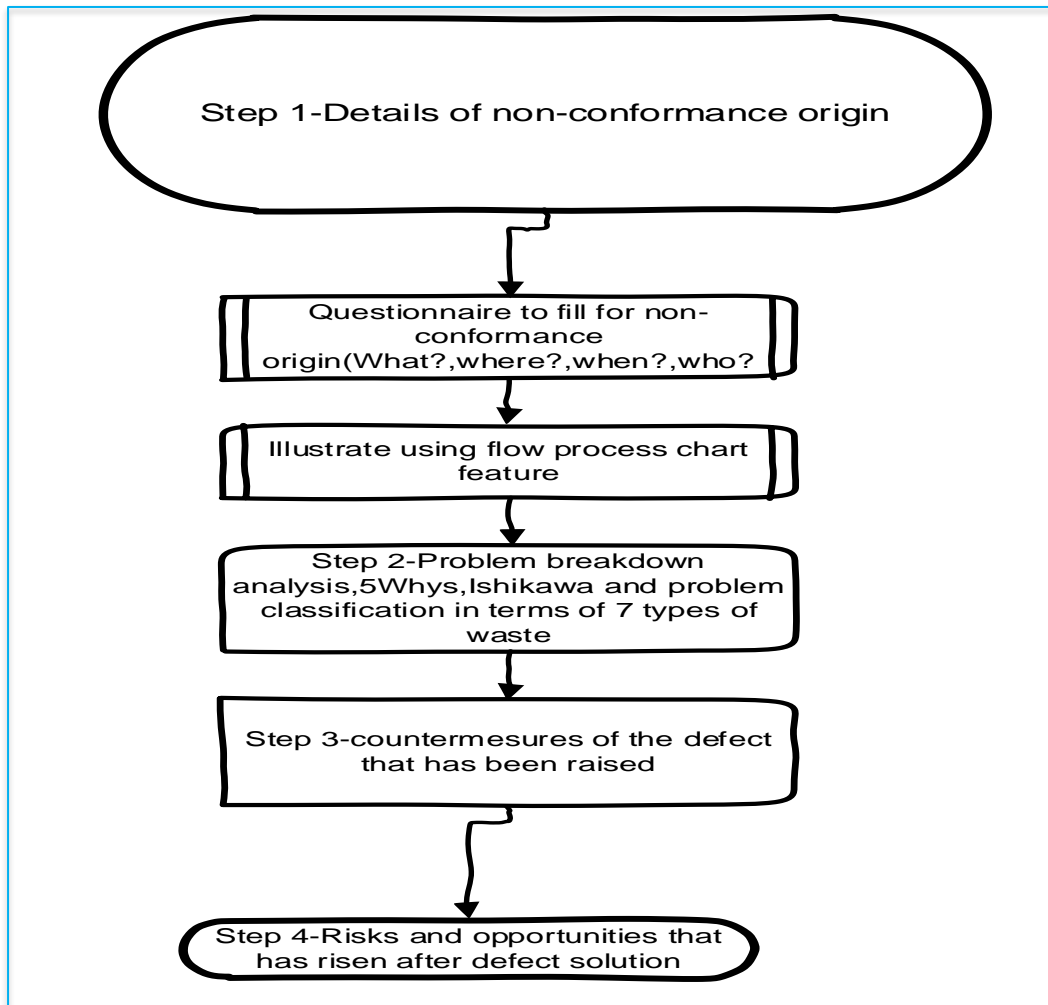 Step 1-Details of non-conformance origin
Questionnaire to fill for non-
conformance
origin(What?,where?,when?,who?
Illustrate using flow process chart
feature
Step 2-Problem breakdown
analysis,5Whys,Ishikawa and problem
classification in terms of 7 types of
waste
Step 3-countermesures of the defect
that has been raised
Step 4-Risks and opportunities that
has risen after defect solution